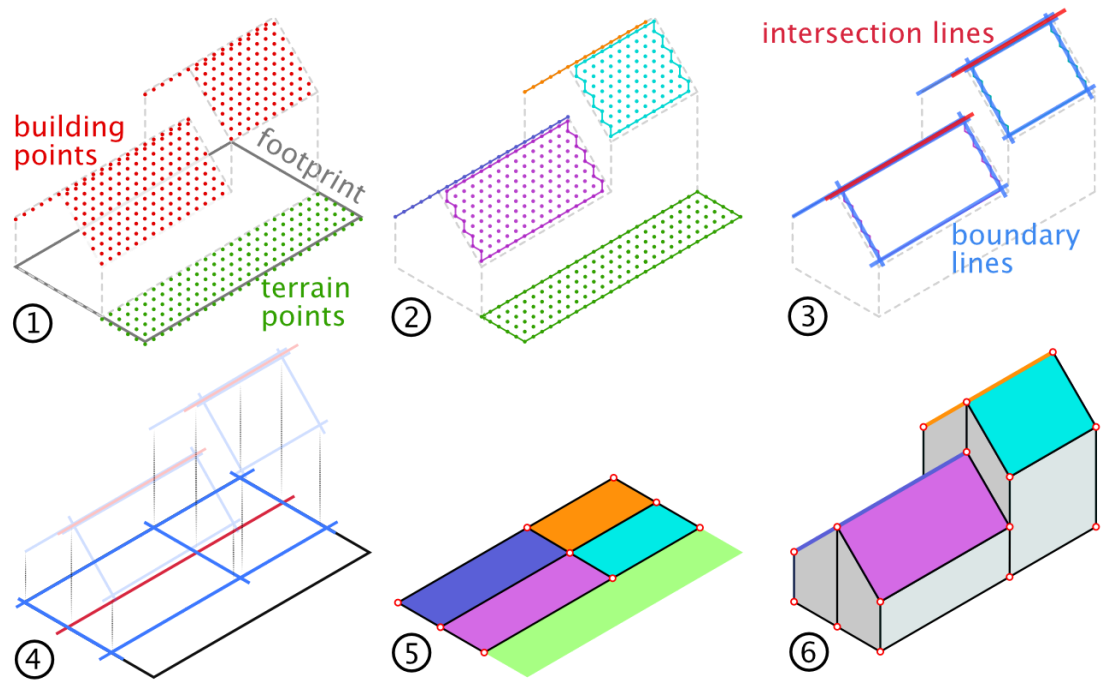 building
points
footprint
terrain
points
1
2
intersection lines
boundary
lines
3
4
5
6